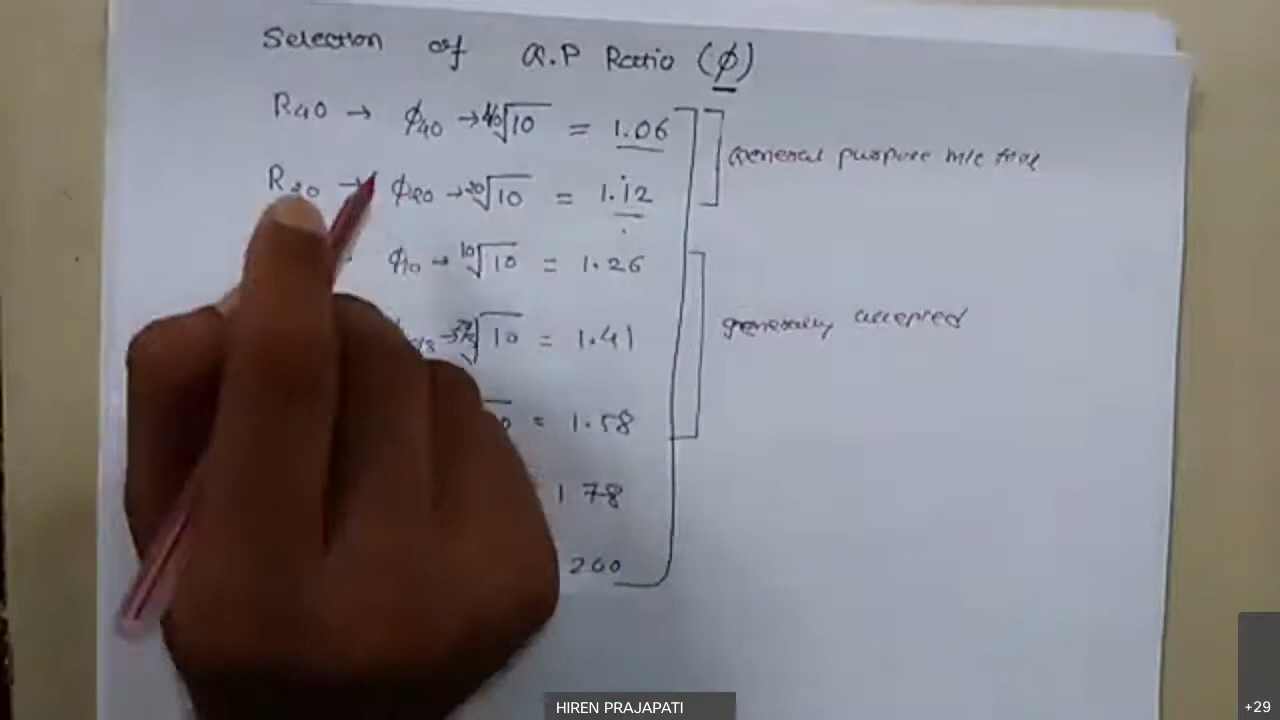 Selection of G.P Ratio (ϕ)
R40 → ϕ40 → ⁴⁰√10 = 1.06
General purpose m/c tool
R20 → ϕ20 → ²⁰√10 = 1.12
ϕ10 → ¹⁰√10 = 1.26
generally accepted
√10 = 1.41
= 1.58
1.78
2.00
HIREN PRAJAPATI
+29